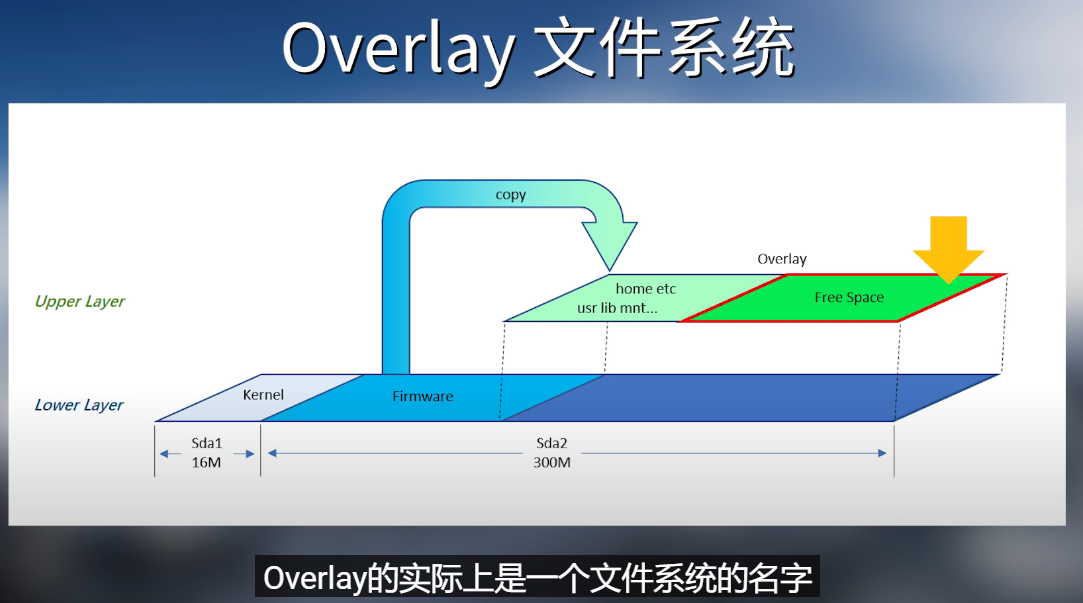 Overlay 文件系统
copy
Overlay
home etc
usr lib mnt...
Free Space
Upper Layer
Kernel
Firmware
Lower Layer
Sda1
16M
Sda2
300M
Overlay的实际上是一个文件系统的名字